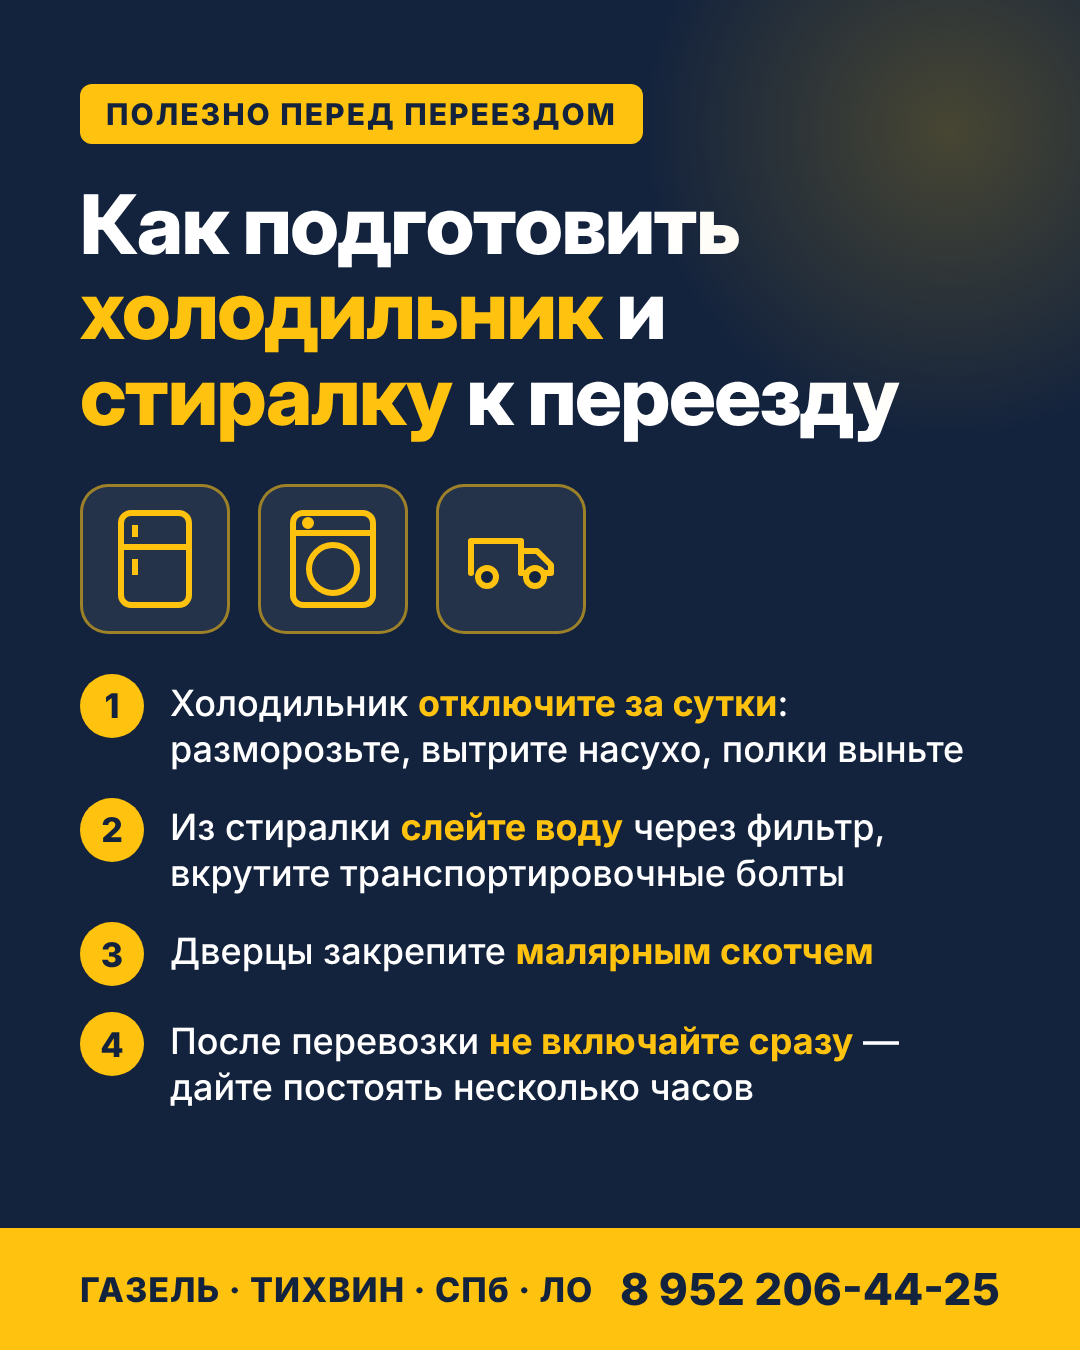 ПОЛЕЗНО ПЕРЕД ПЕРЕЕЗДОМ
Как подготовить
холодильник и
стиралку к переезду
1 Холодильник отключите за сутки:
разморозьте, вытрите насухо, полки выньте
2 Из стиралки слейте воду через фильтр,
вкрутите транспортировочные болты
3 Дверцы закрепите малярным скотчем
4 После перевозки не включайте сразу —
дайте постоять несколько часов
ГАЗЕЛЬ · ТИХВИН · СПб · ЛО 8 952 206-44-25